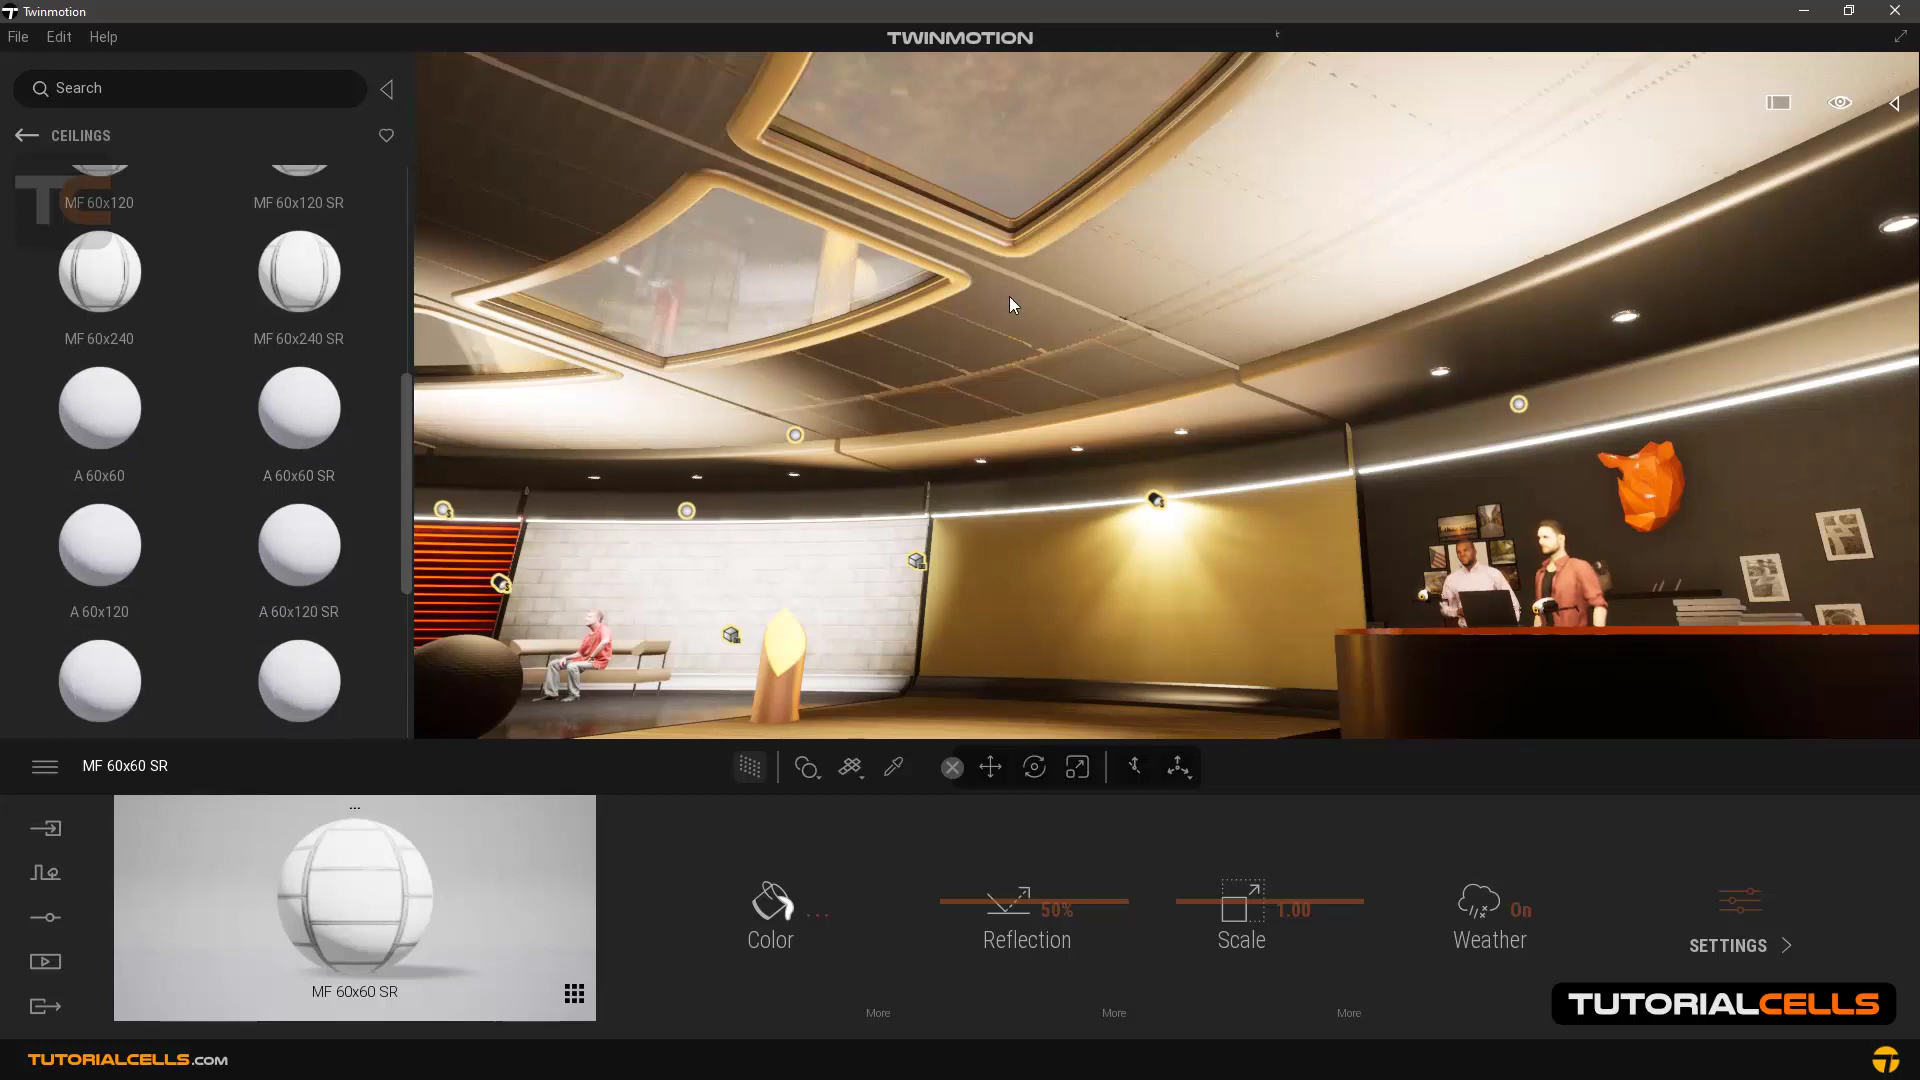 Twinmotion
File Edit Help
TWINMOTION
Search
CEILINGS
TC
MF 60x120 MF 60x120 SR
MF 60x240 MF 60x240 SR
A 60x60 A 60x60 SR
A 60x120 A 60x120 SR
MF 60x60 SR
...
MF 60x60 SR
...
50%
1.00
On
Color Reflection Scale Weather
SETTINGS
More More More
TUTORIALCELLS
TUTORIALCELLS.COM